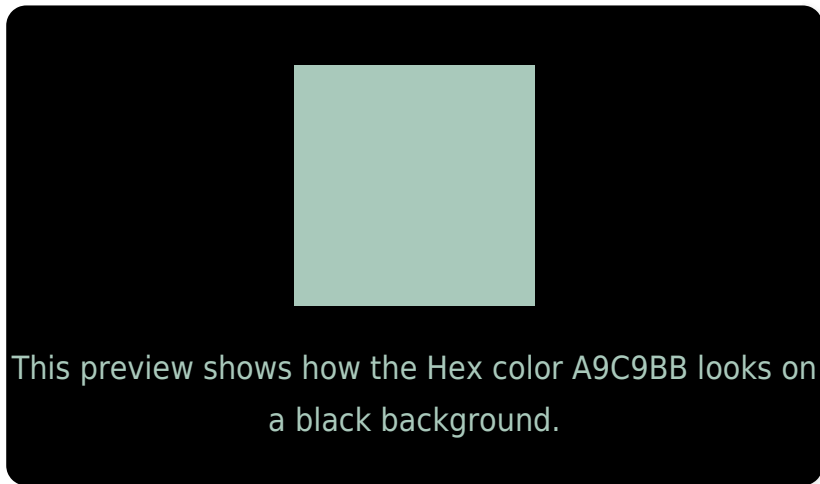 This preview shows how the Hex color A9C9BB looks on
a black background.